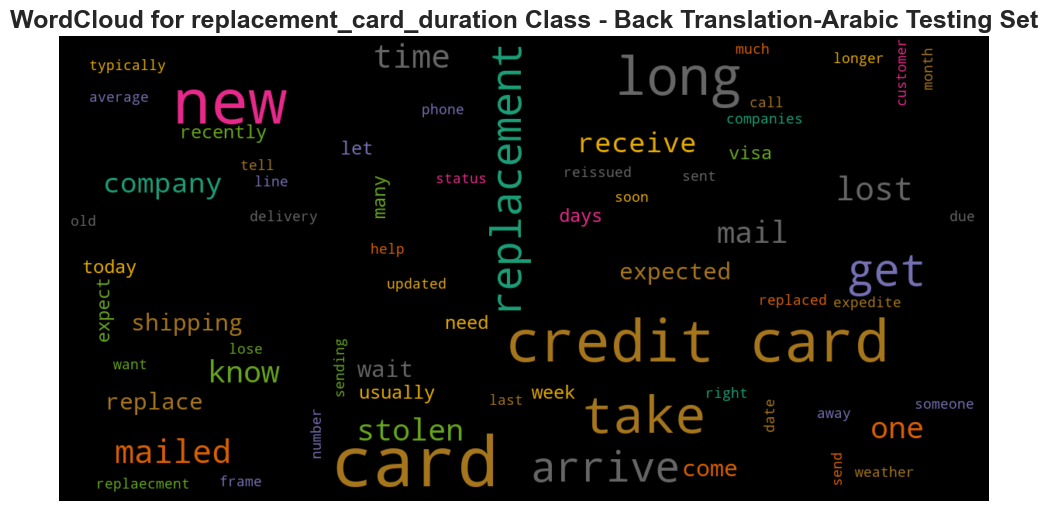 WordCloud for replacement_card_duration Class - Back Translation-Arabic Testing Set
typically
time
much
longer
customer
month
average
new
replacement
long
phone
call
companies
recently
let
receive
visa
tell
line
company
many
status
reissued
sent
lost
soon
old
delivery
days
due
help
mail
today
expected
get
updated
expect
replaced
expedite
shipping
need
credit card
lose
want
know
sending
wait
usually
week
right
replace
last
take
date
away
someone
number
stolen
one
mailed
card
arrive
come
send
weather
replaecment
frame